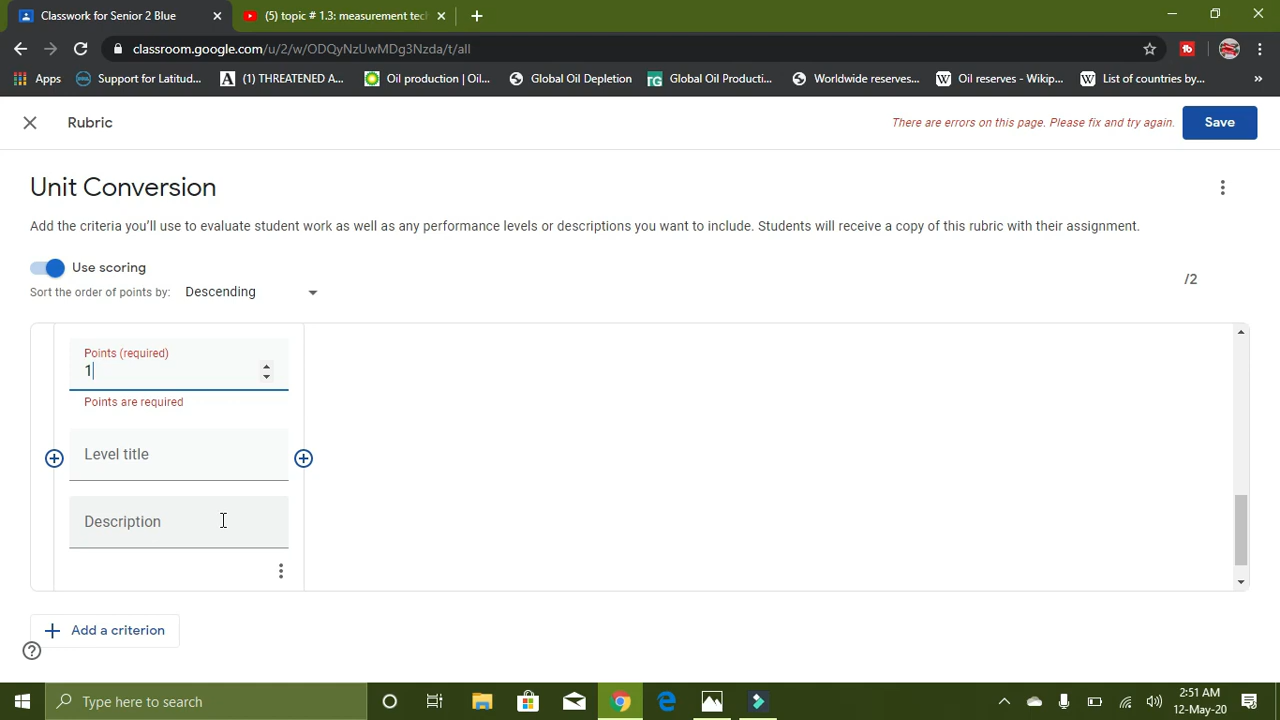 Classwork for Senior 2 Blue
(5) topic # 1.3: measurement tec
classroom.google.com/u/2/w/ODQyNzUwMDg3Nzda/t/all
Apps
Support for Latitud...
(1) THREATENED A...
Oil production | Oil...
Global Oil Depletion
Global Oil Producti...
Worldwide reserves...
Oil reserves - Wikip...
List of countries by...
Rubric
There are errors on this page. Please fix and try again.
Save
Unit Conversion
Add the criteria you'll use to evaluate student work as well as any performance levels or descriptions you want to include. Students will receive a copy of this rubric with their assignment.
Use scoring
/2
Sort the order of points by: Descending
Points (required)
1
Points are required
Level title
Description
Add a criterion
Type here to search
2:51 AM
12-May-20